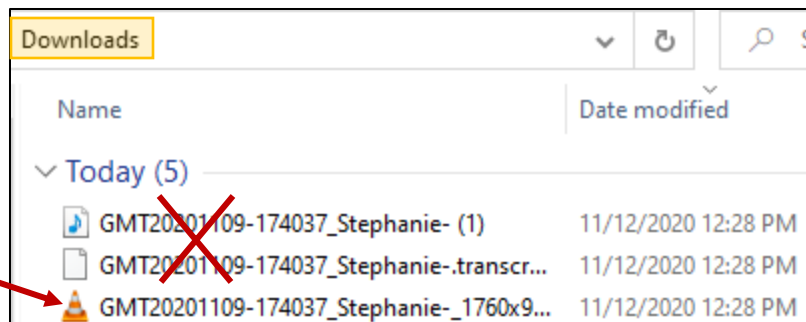 Downloads
S
Name Date modified
Today (5)
GMT20201109-174037_Stephanie- (1) 11/12/2020 12:28 PM
GMT20201109-174037_Stephanie-.transcr... 11/12/2020 12:28 PM
GMT20201109-174037_Stephanie-_1760x9... 11/12/2020 12:28 PM